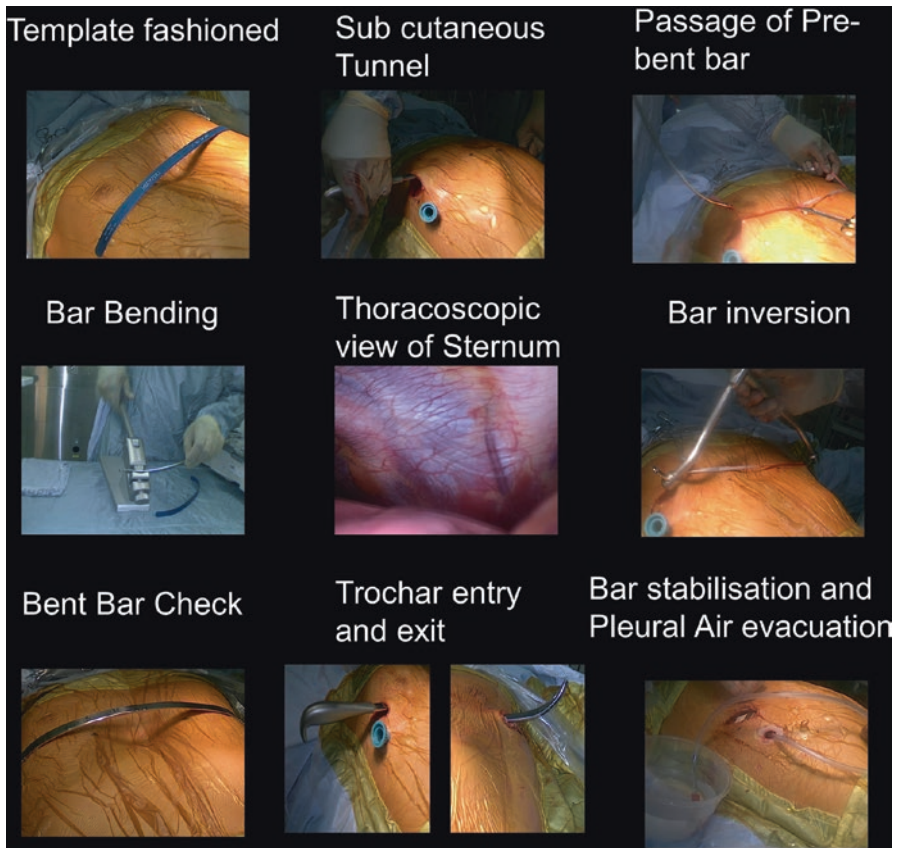 Template fashioned
Sub cutaneous
Tunnel
Passage of Pre-
bent bar
Bar Bending
Thoracoscopic
view of Sternum
Bar inversion
Bent Bar Check
Trochar entry
and exit
Bar stabilisation and
Pleural Air evacuation